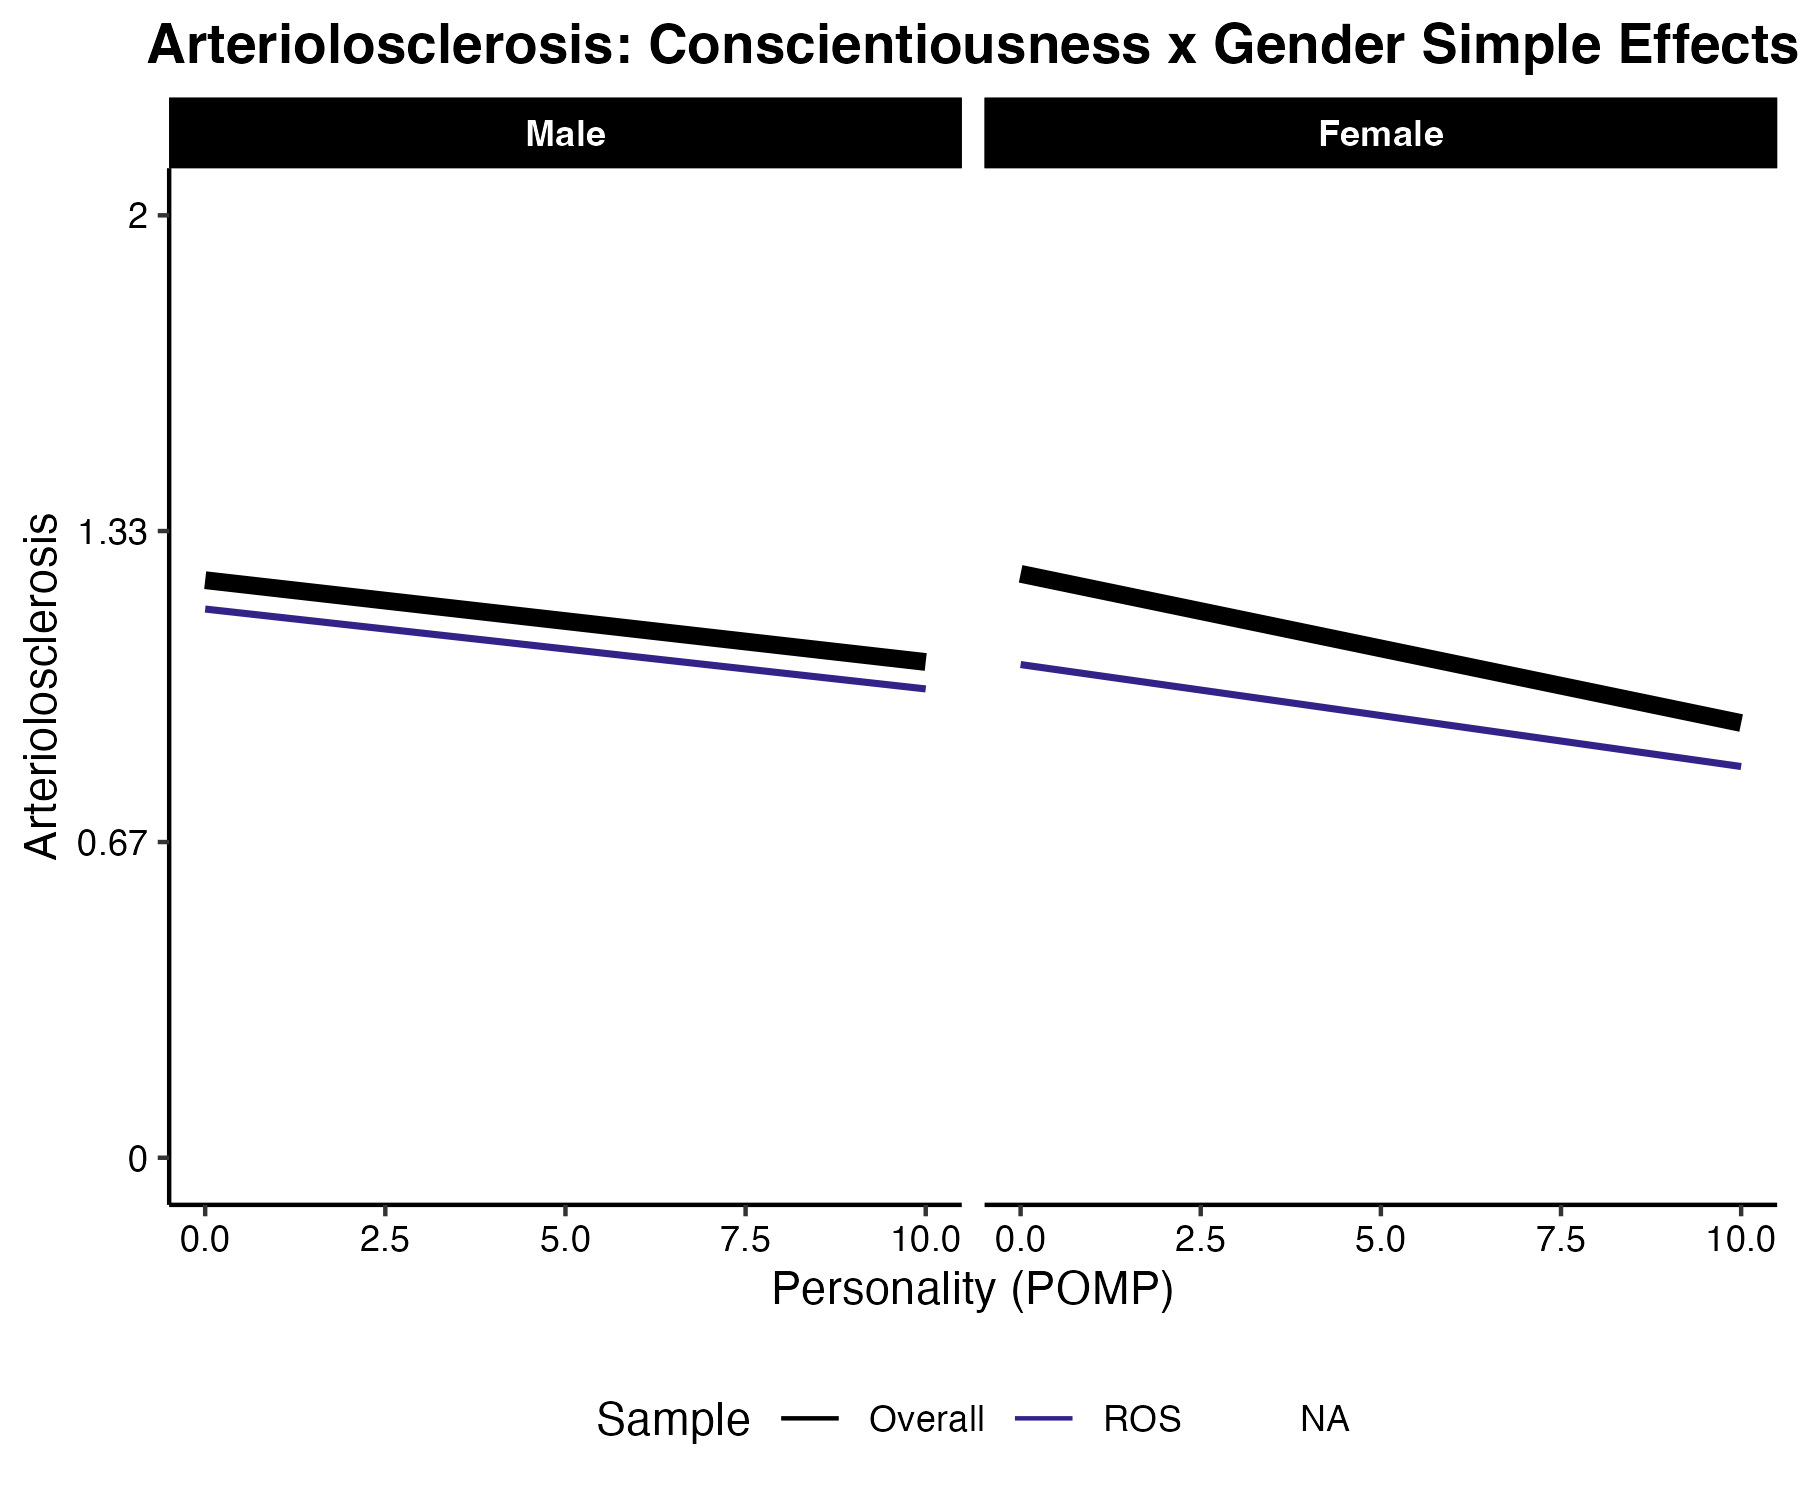 Arteriolosclerosis: Conscientiousness x Gender Simple Effects
Male
Female
Arteriolosclerosis
2
1.33
0.67
0
0.0 2.5 5.0 7.5 10.0
0.0 2.5 5.0 7.5 10.0
Personality (POMP)
Sample Overall ROS NA